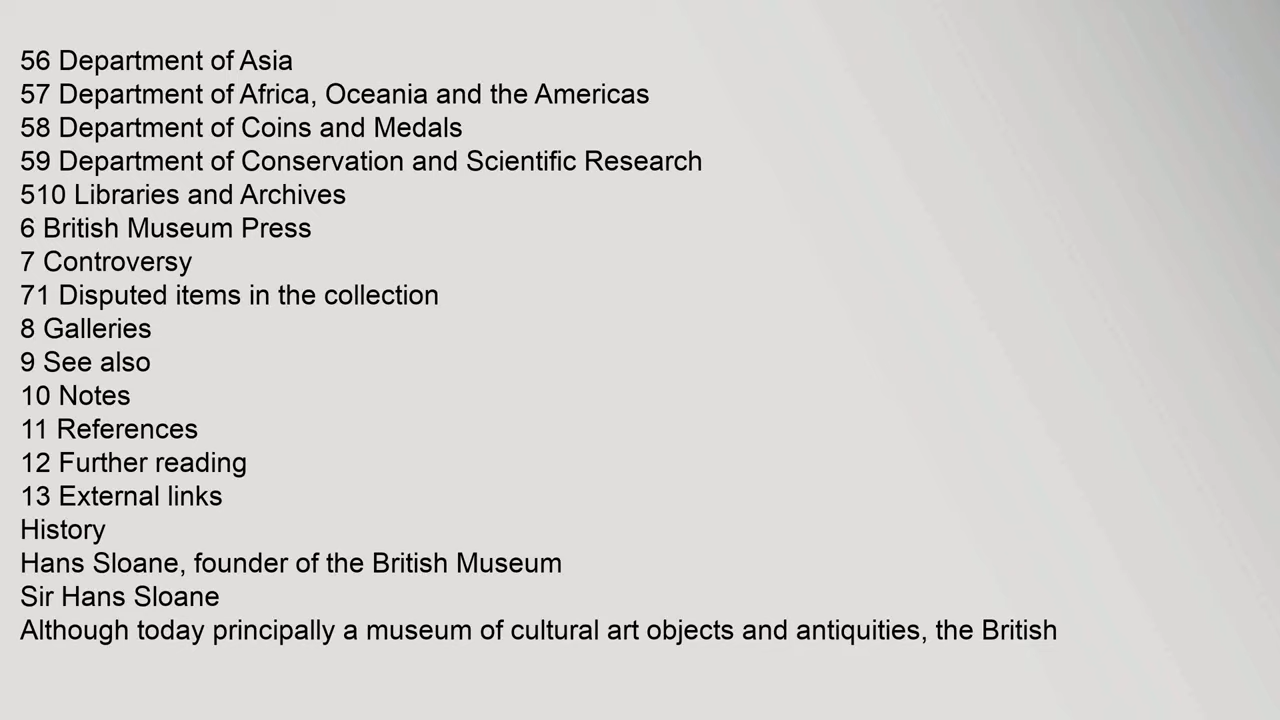 56 Department of Asia
57 Department of Africa, Oceania and the Americas
58 Department of Coins and Medals
59 Department of Conservation and Scientific Research
510 Libraries and Archives
6 British Museum Press
7 Controversy
71 Disputed items in the collection
8 Galleries
9 See also
10 Notes
11 References
12 Further reading
13 External links
History
Hans Sloane, founder of the British Museum
Sir Hans Sloane
Although today principally a museum of cultural art objects and antiquities, the British